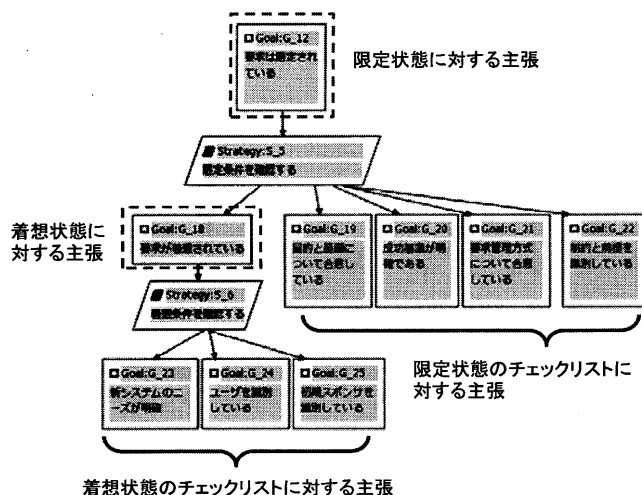 Goal:G_12
要求は限定され
ている
限定状態に対する主張
Strategy:S_5
限定条件を確認する
着想状態に
対する主張
Goal:G_18
要求が着想されている
Goal:G_19
目的と範囲に
ついて合意して
いる
Goal:G_20
成功基準が明
確である
Goal:G_21
要求管理方式
について合意
している
Goal:G_22
制約と前提を
識別している
Strategy:S_6
着想条件を確認する
限定状態のチェックリストに
対する主張
Goal:G_23
新システムのニ
ーズが明確
Goal:G_24
ユーザを識別
している
Goal:G_25
初期スポンサを
識別している
着想状態のチェックリストに対する主張